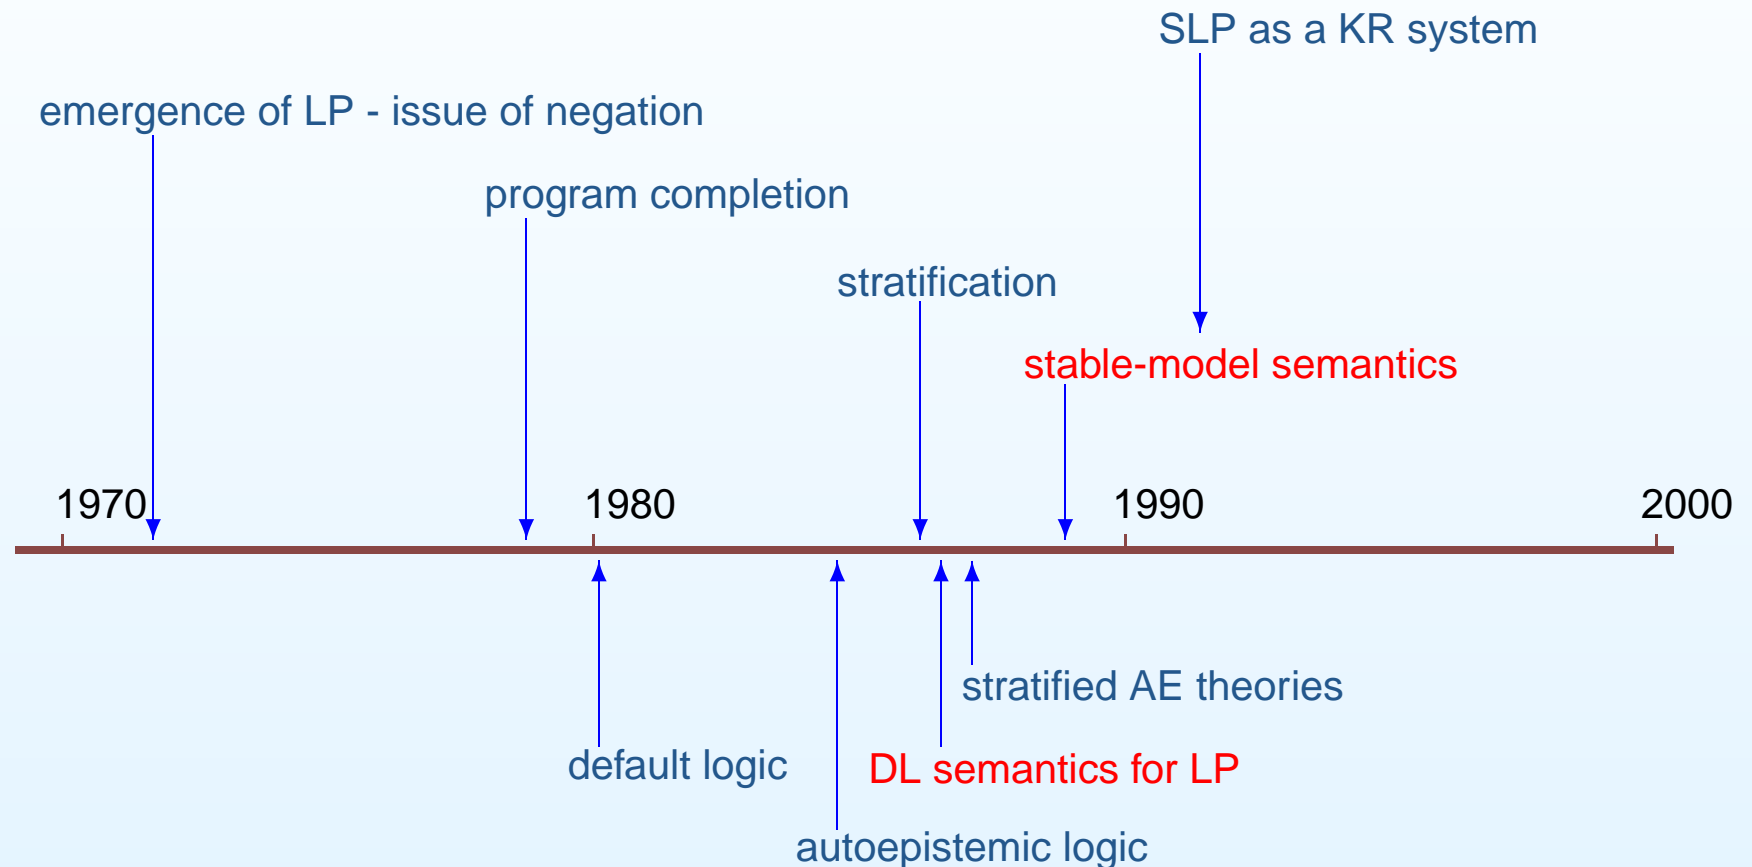 SLP as a KR system
emergence of LP - issue of negation
program completion
stratification
stable-model semantics
1970
1980
1990
2000
stratified AE theories
default logic
DL semantics for LP
autoepistemic logic